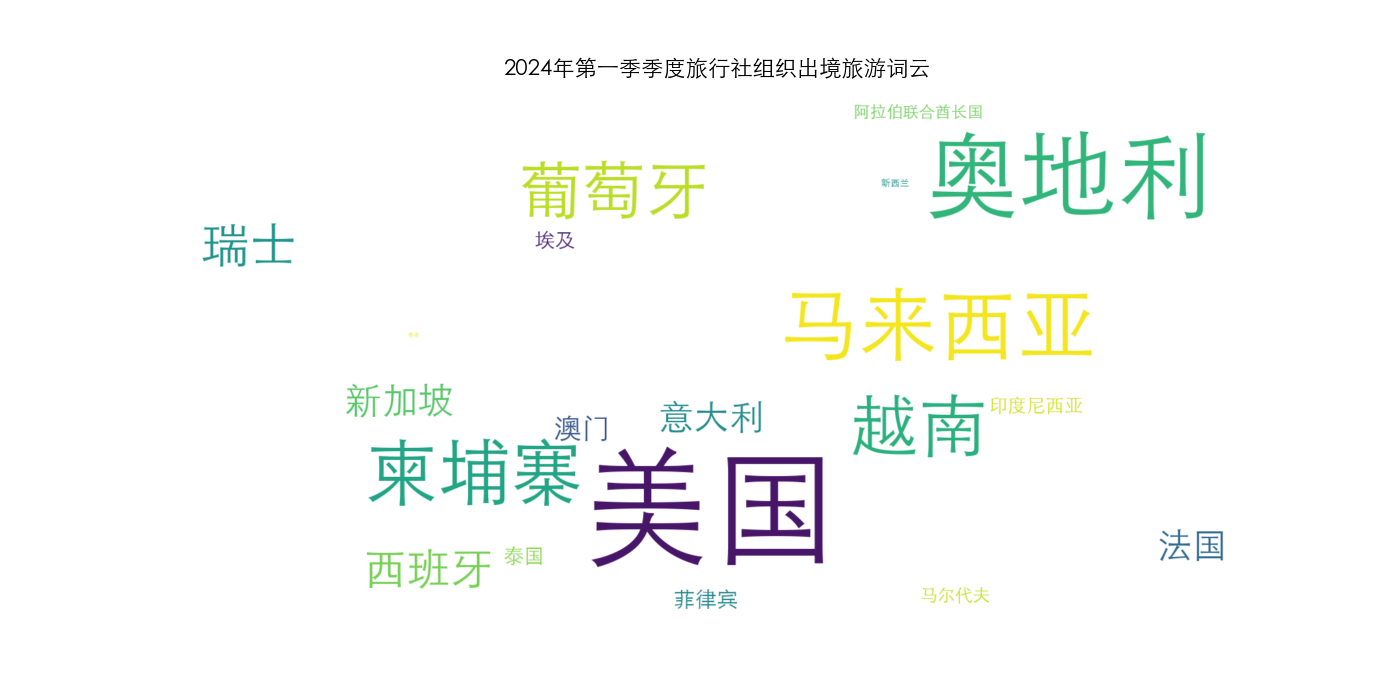 2024年第一季季度旅行社组织出境旅游词云
阿拉伯联合酋长国
奥地利
葡萄牙
新西兰
瑞士
埃及
马来西亚
新加坡
澳门
意大利
越南
印度尼西亚
柬埔寨
美国
西班牙
泰国
法国
菲律宾
马尔代夫